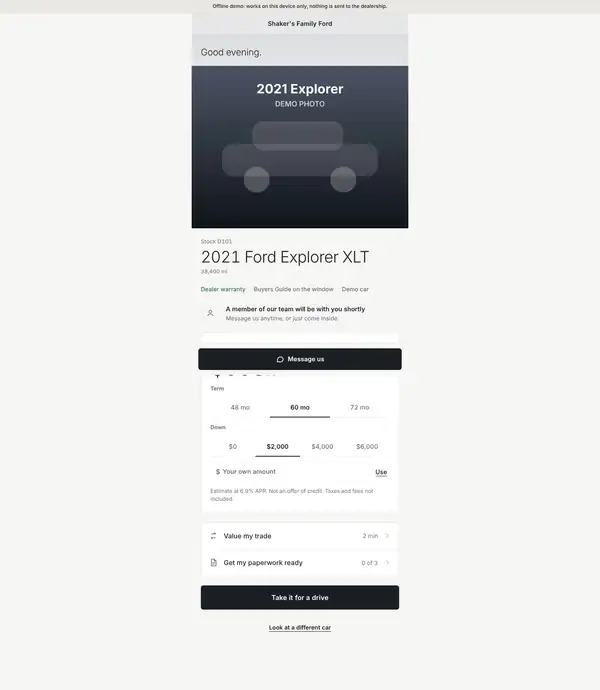 Offline demo: works on this device only, nothing is sent to the dealership.
Shaker's Family Ford
Good evening.
2021 Explorer
DEMO PHOTO
Stock D101
2021 Ford Explorer XLT
38,400 mi
Dealer warranty Buyers Guide on the window Demo car
A member of our team will be with you shortly
Message us anytime, or just come inside.
Message us
Term
48 mo 60 mo 72 mo
Down
$0 $2,000 $4,000 $6,000
$ Your own amount Use
Estimate at 6.9% APR. Not an offer of credit. Taxes and fees not
included.
Value my trade 2 min
Get my paperwork ready 0 of 3
Take it for a drive
Look at a different car